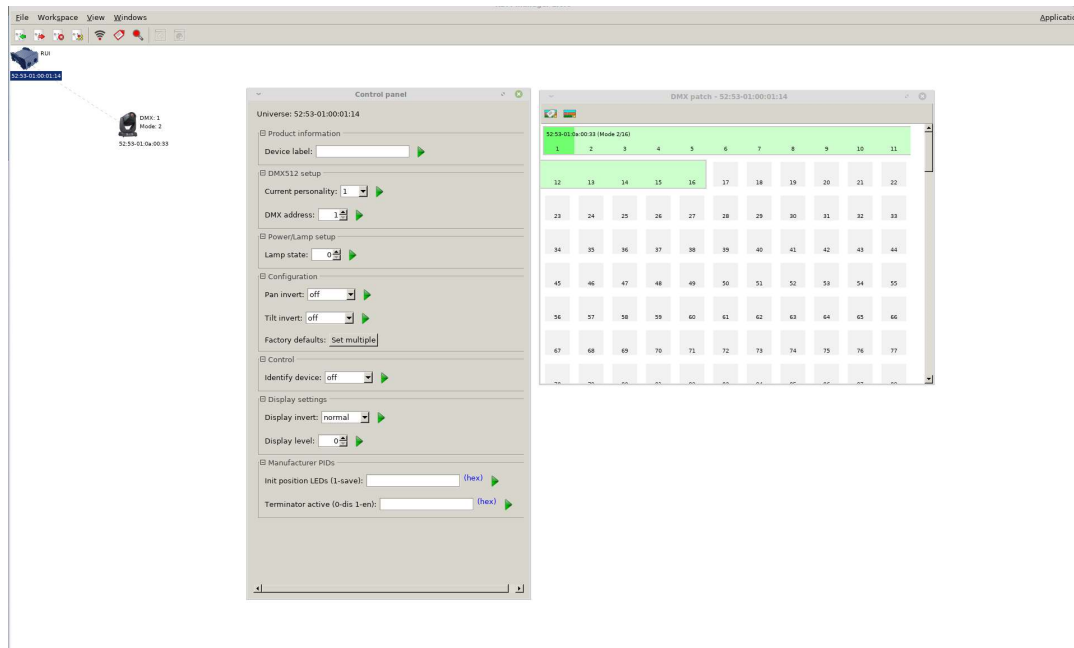 File Workspace View Windows
Applicatio
RUI
52:53-01:00:01:14
DMX: 1
Mode: 2
52:53-01:0a:00:33
Control panel
Universe: 52:53-01:00:01:14
Product information
Device label:
DMX512 setup
Current personality: 1
DMX address: 1
Power/Lamp setup
Lamp state: 0
Configuration
Pan invert: off
Tilt invert: off
Factory defaults: Set multiple
Control
Identify device: off
Display settings
Display invert: normal
Display level: 0
Manufacturer PIDs
Init position LEDs (1-save): (hex)
Terminator active (0-dis 1-en): (hex)
DMX patch - 52:53-01:00:01:14
52:53-01:0a:00:33 (Mode 2/16)
1 2 3 4 5 6 7 8 9 10 11
12 13 14 15 16 17 18 19 20 21 22
23 24 25 26 27 28 29 30 31 32 33
34 35 36 37 38 39 40 41 42 43 44
45 46 47 48 49 50 51 52 53 54 55
56 57 58 59 60 61 62 63 64 65 66
67 68 69 70 71 72 73 74 75 76 77